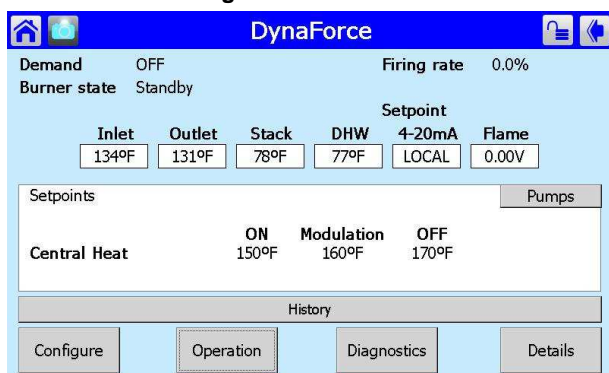 DynaForce
Demand OFF Firing rate 0.0%
Burner state Standby
Setpoint
Inlet Outlet Stack DHW 4-20mA Flame
134ºF 131ºF 78ºF 77ºF LOCAL 0.00V
Setpoints Pumps
ON Modulation OFF
Central Heat 150ºF 160ºF 170ºF
History
Configure Operation Diagnostics Details